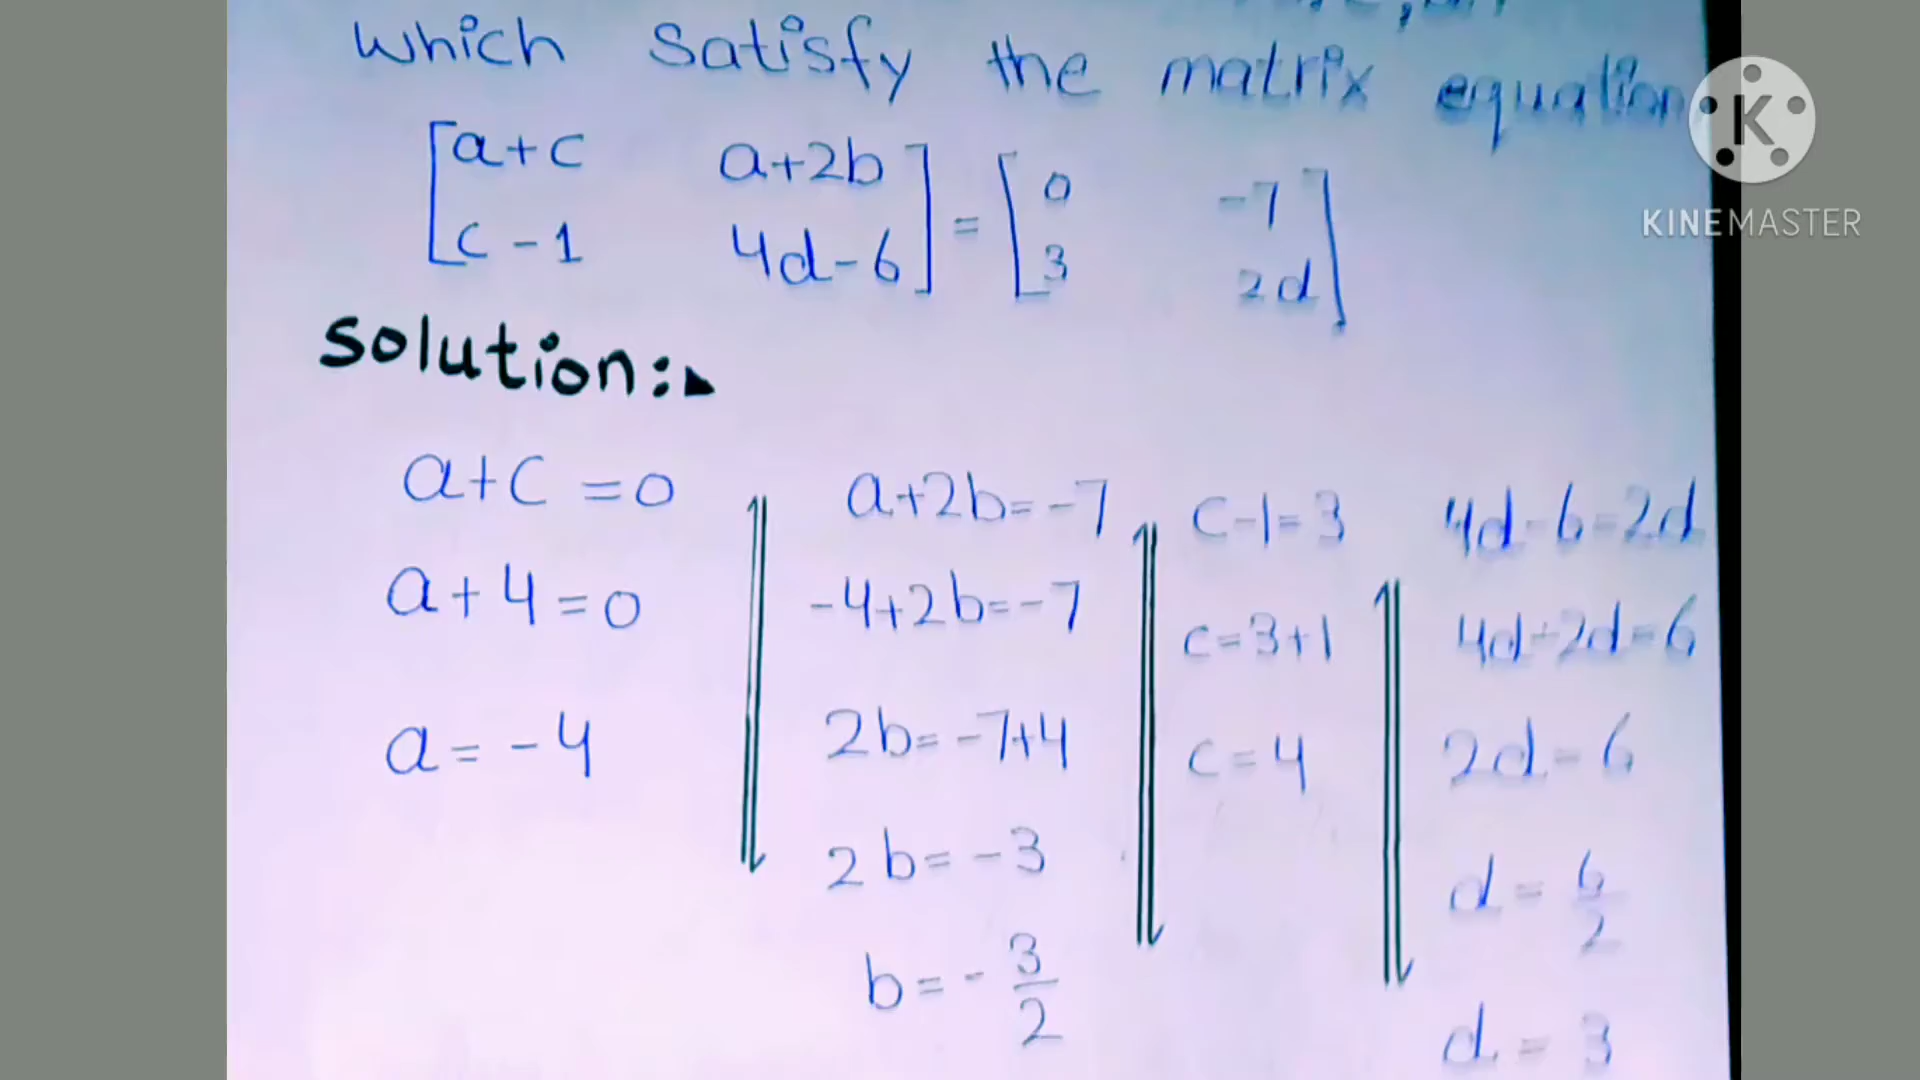 which satisfy the matrix equation
[a+c a+2b] = [0 -7]
[c-1 4d-6] [3 2d]
K
KINEMASTER
Solution:▸
a+c=0
a+4=0
a=-4
a+2b=-7
-4+2b=-7
2b=-7+4
2b=-3
b=-3/2
c-1=3
c=3+1
c=4
4d-6=2d
4d-2d=6
2d=6
d=6/2
d=3